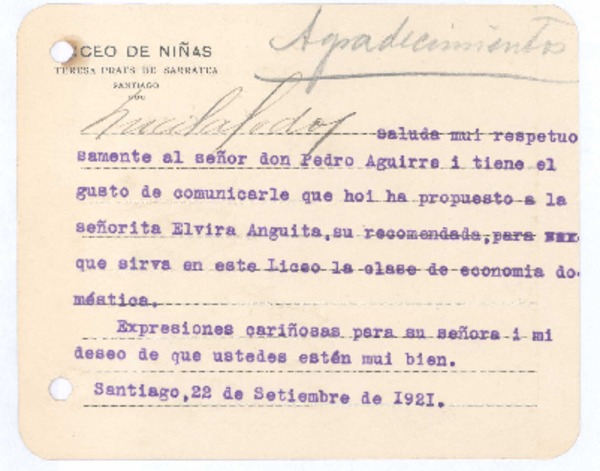 LICEO DE NIÑAS
Agradecimientos
TERESA PRATS DE SARRATEA
SANTIAGO
Lucila Godoy saluda mui respetuo
samente al señor don Pedro Aguirre i tiene el
gusto de comunicarle que hoi ha propuesto a la
señorita Elvira Anguita,su recomendada,para
que sirva en este Liceo la clase de economia do-
méstica.
Expresiones cariñosas para su señora i mi
deseo de que ustedes estén mui bien.
Santiago,22 de Setiembre de I92I.